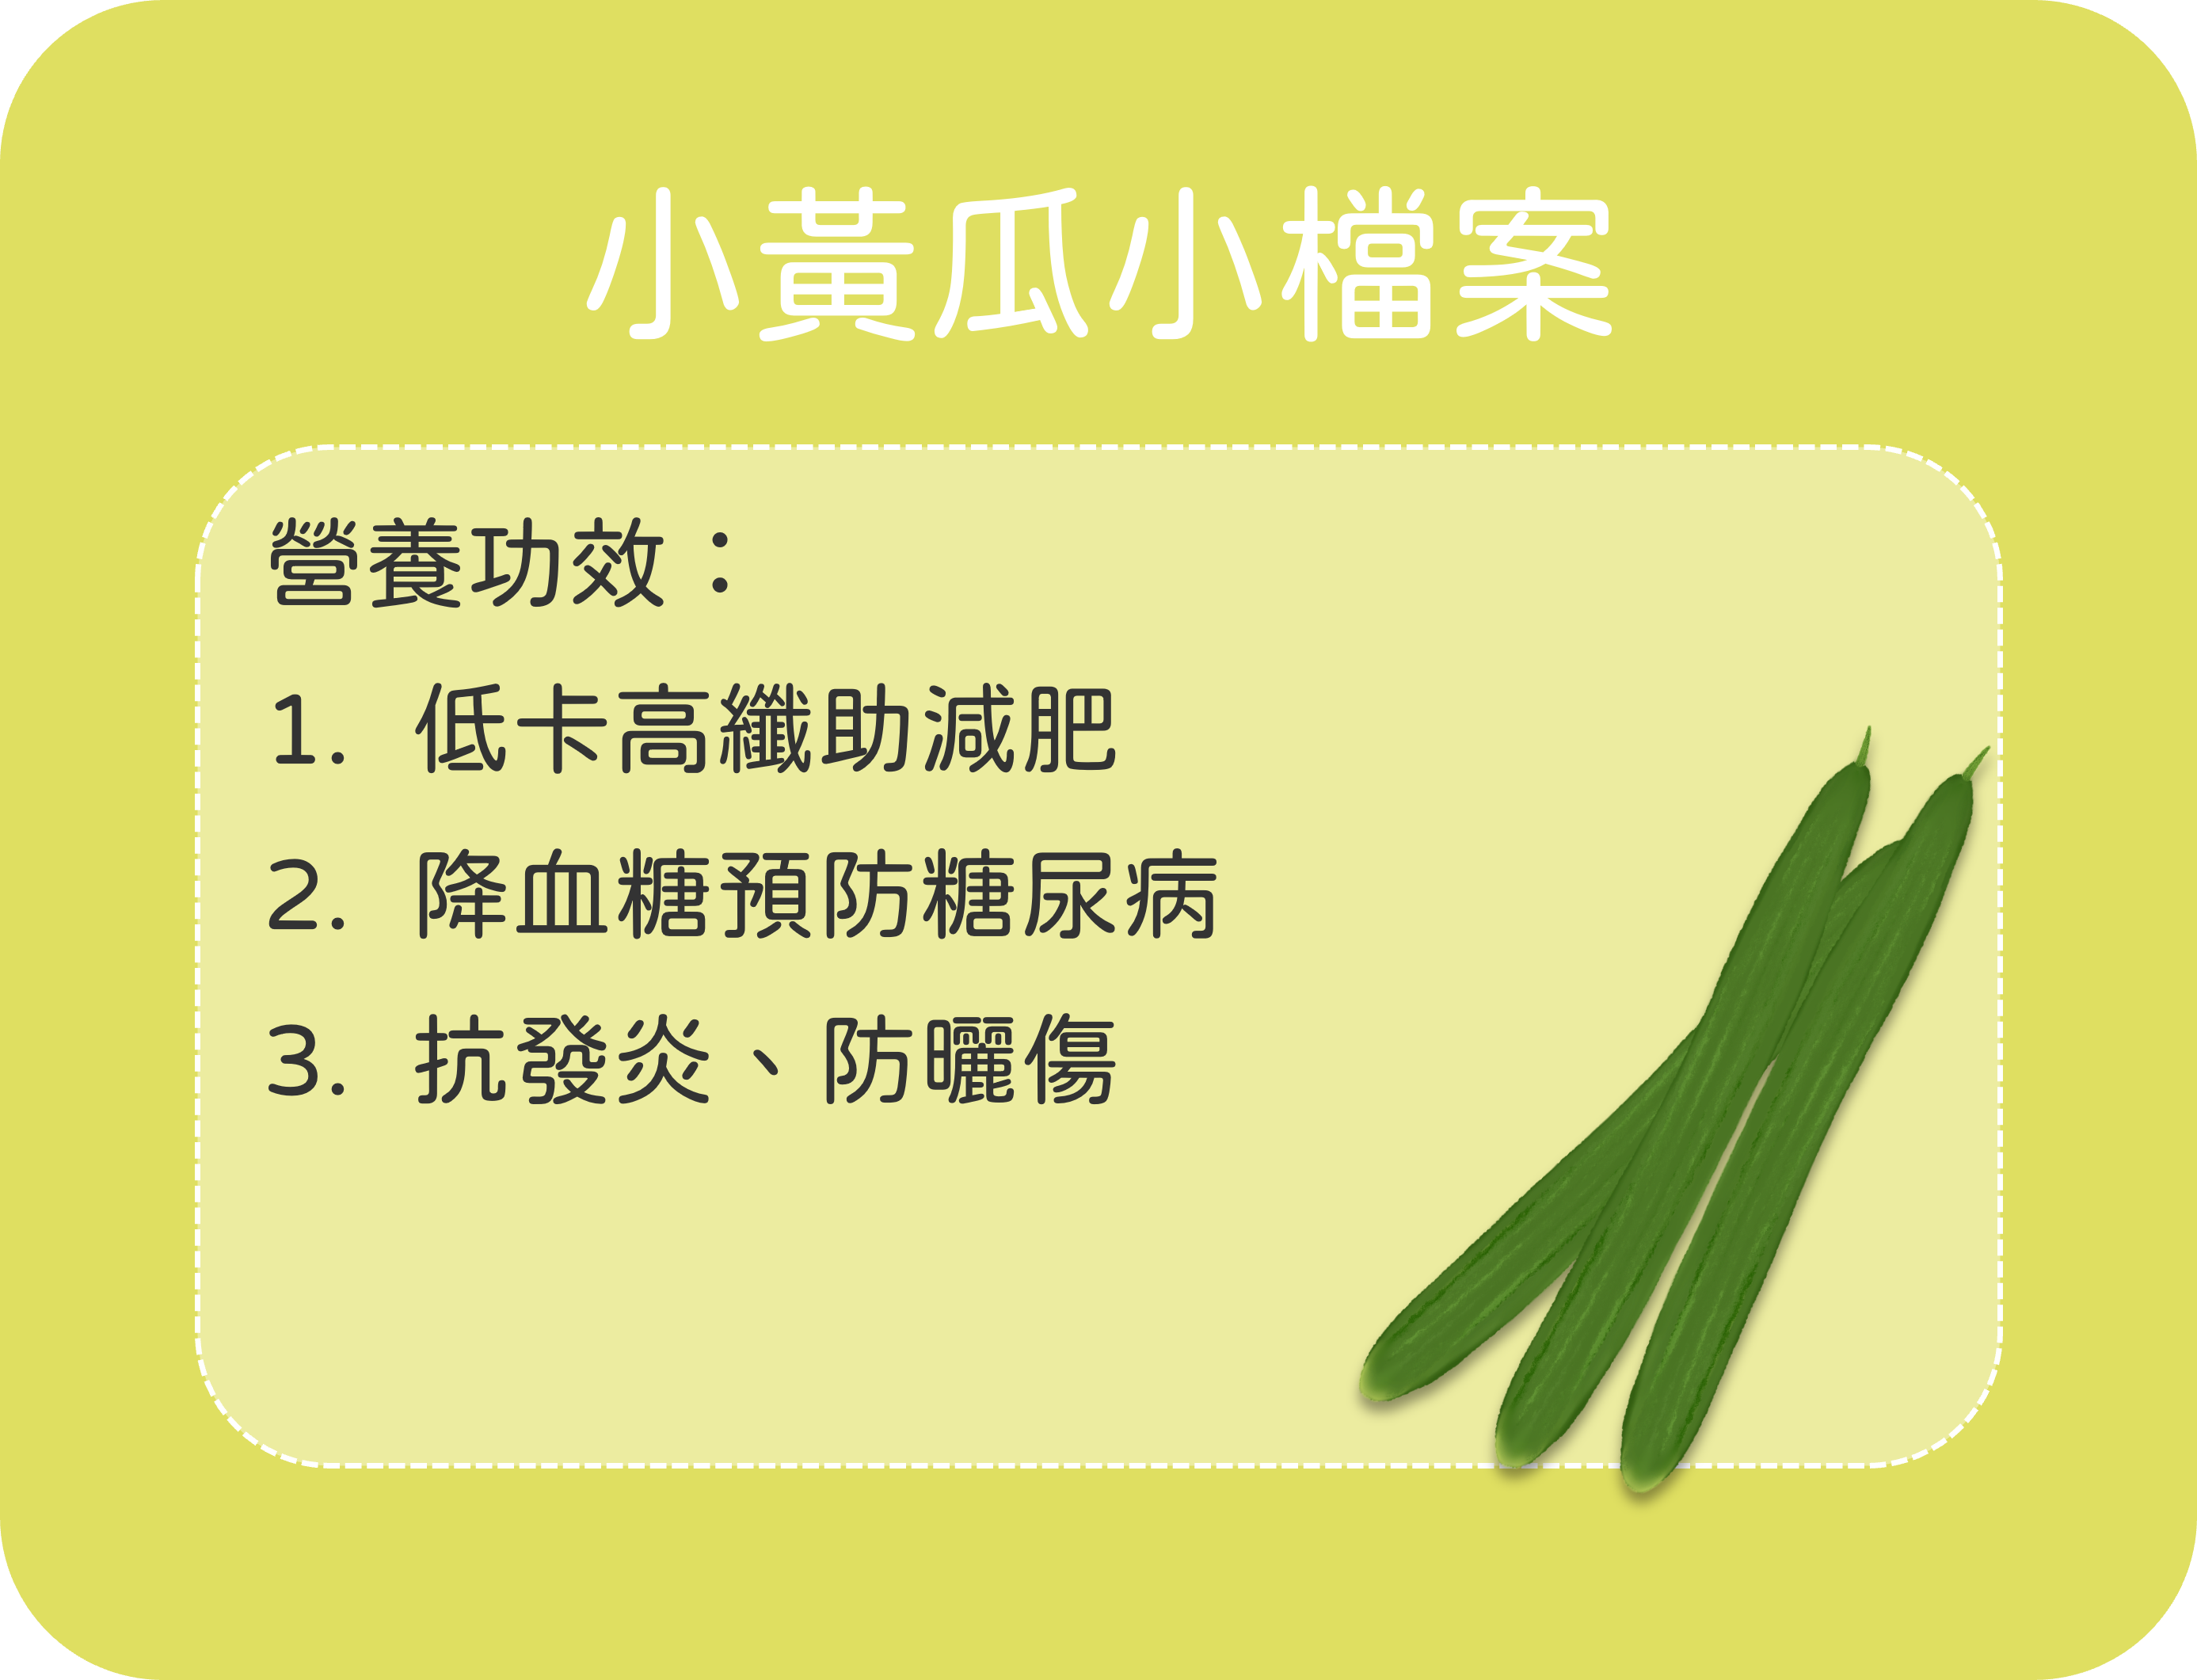 小黃瓜小檔案
營養功效：
1. 低卡高纖助減肥
2. 降血糖預防糖尿病
3. 抗發炎、防曬傷